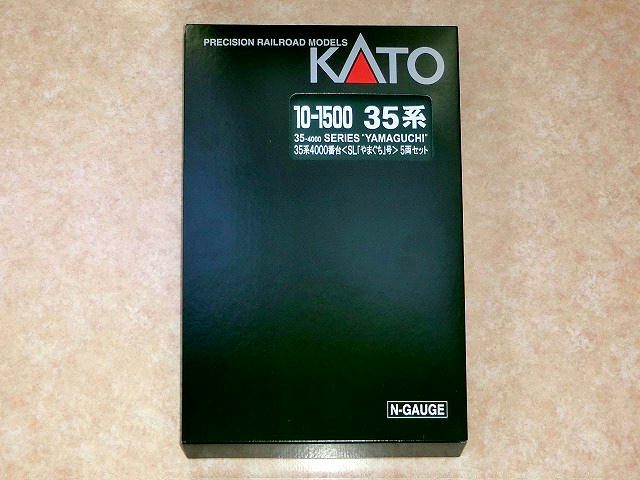 PRECISION RAILROAD MODELS
KATO
10-1500 35系
35-4000 SERIES "YAMAGUCHI"
35系4000番台<SL「やまぐち」号> 5両セット
N-GAUGE